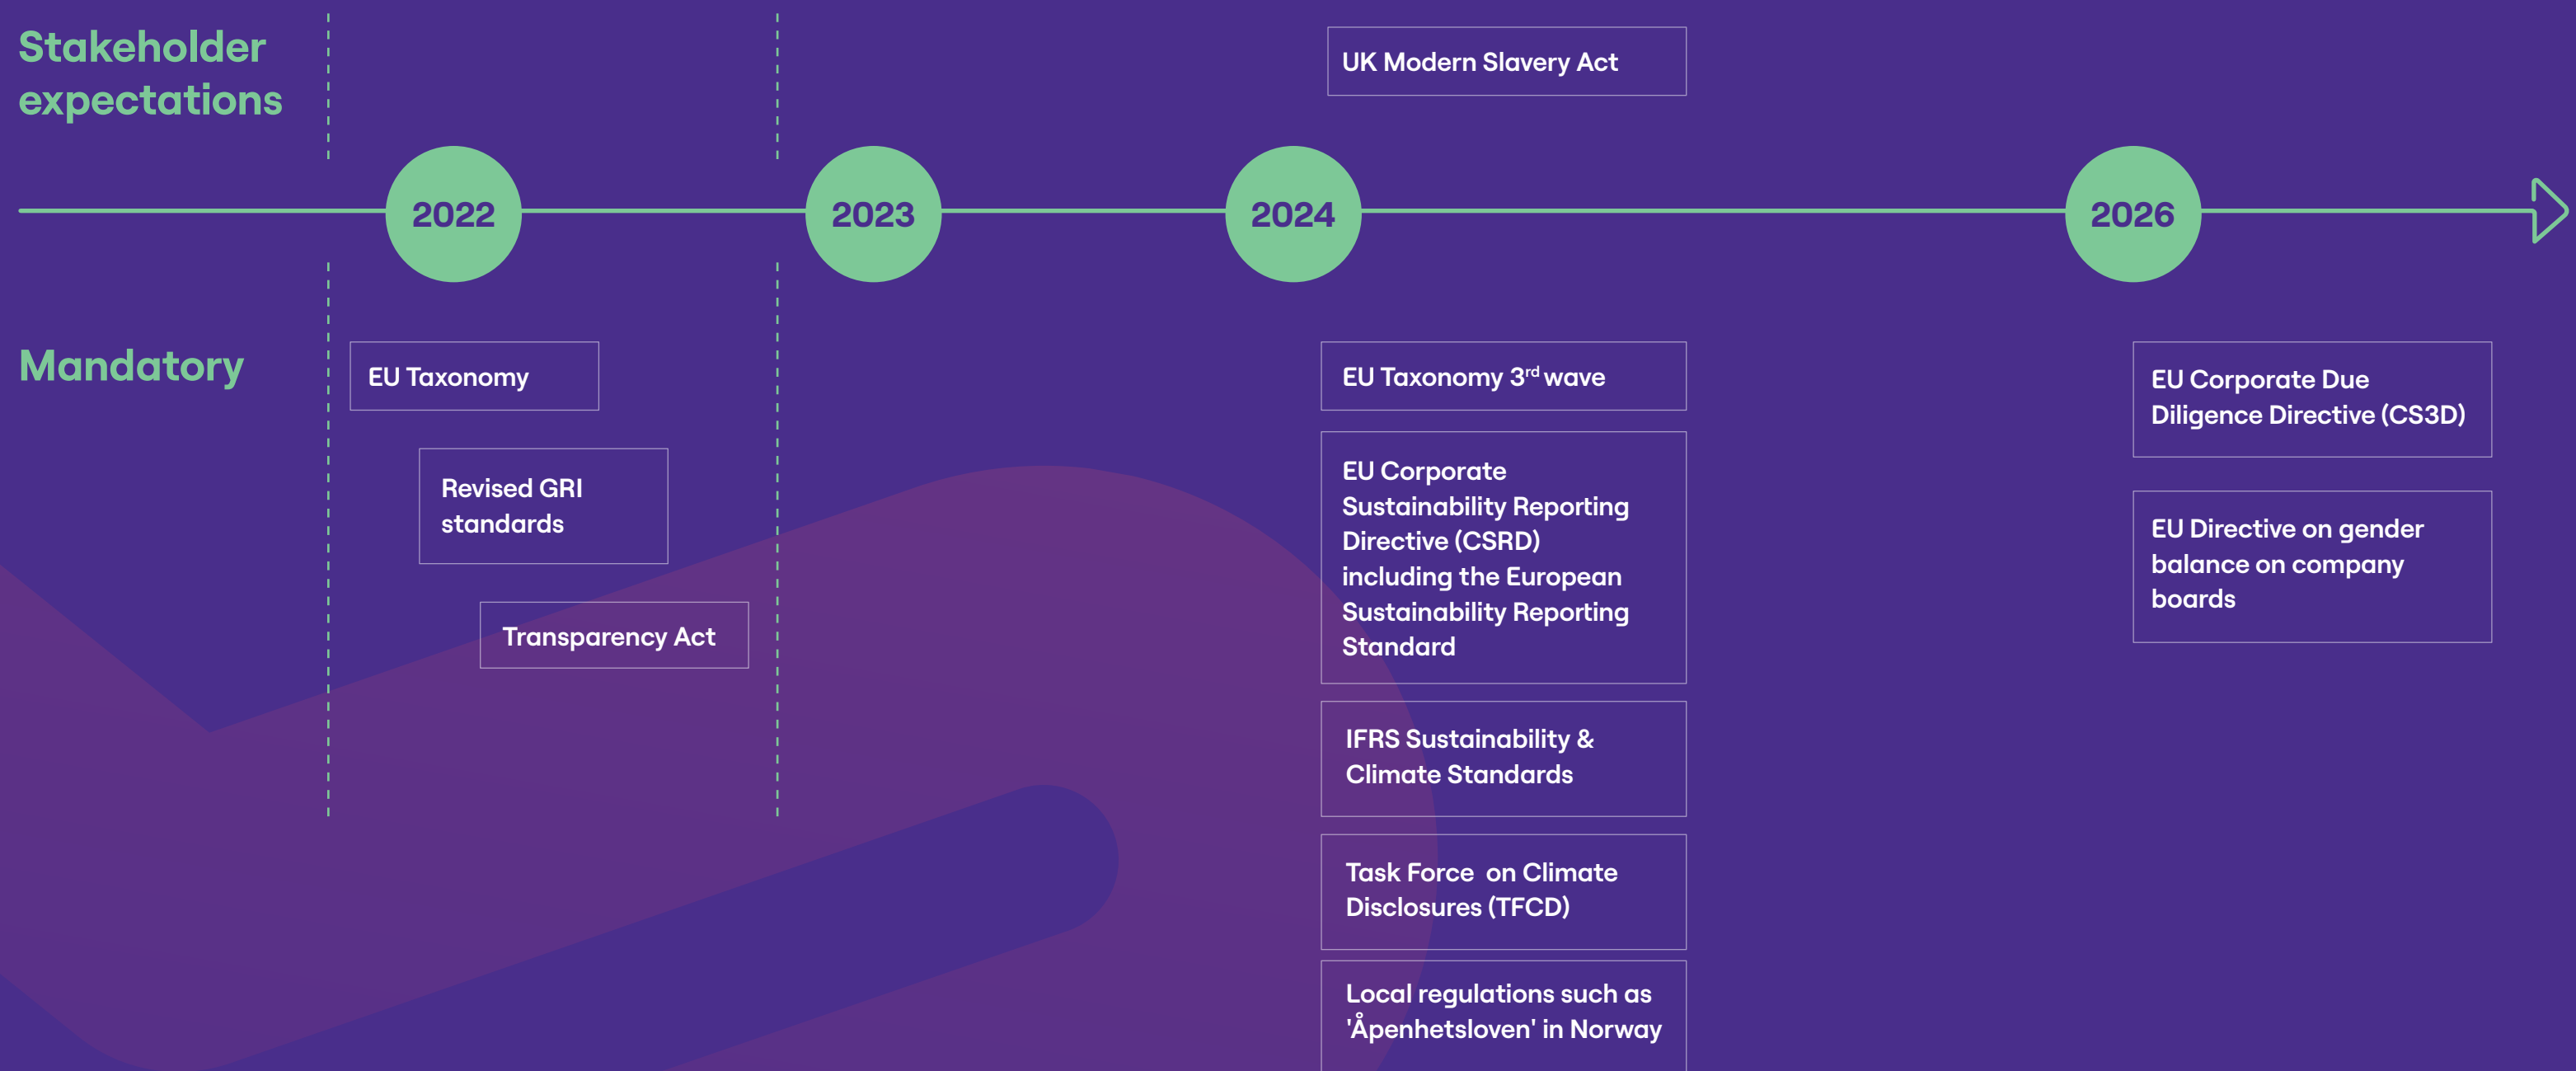 Stakeholder
expectations
UK Modern Slavery Act
2022
2023
2024
2026
Mandatory
EU Taxonomy
Revised GRI
standards
Transparency Act
EU Taxonomy 3rd wave
EU Corporate
Sustainability Reporting
Directive (CSRD)
including the European
Sustainability Reporting
Standard
IFRS Sustainability &
Climate Standards
Task Force  on Climate
Disclosures (TFCD)
Local regulations such as
'Åpenhetsloven' in Norway
EU Corporate Due
Diligence Directive (CS3D)
EU Directive on gender
balance on company
boards